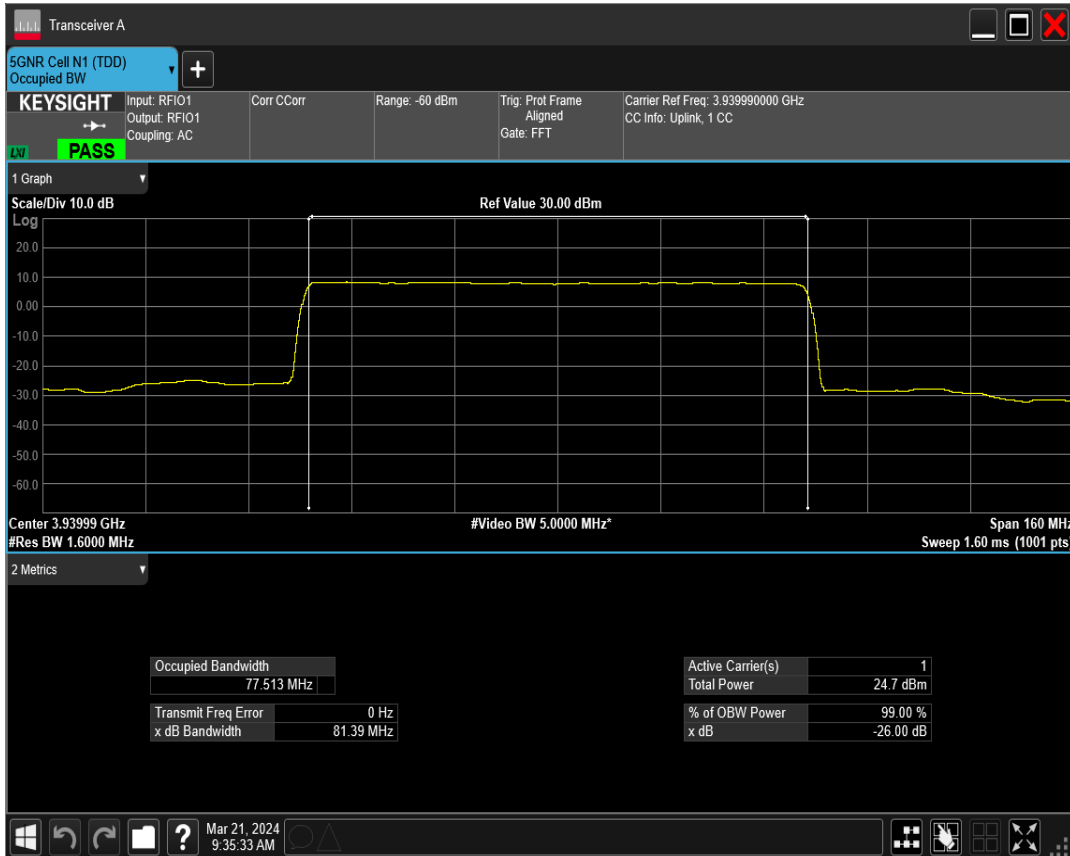 Transceiver A
5GNR Cell N1 (TDD)
Occupied BW
+
KEYSIGHT
LXI
PASS
Input: RFIO1
Output: RFIO1
Coupling: AC
Corr CCorr
Range: -60 dBm
Trig: Prot Frame
Aligned
Gate: FFT
Carrier Ref Freq: 3.939990000 GHz
CC Info: Uplink, 1 CC
1 Graph
Scale/Div 10.0 dB
Ref Value 30.00 dBm
Log
20.0
10.0
0.00
-10.0
-20.0
-30.0
-40.0
-50.0
-60.0
Center 3.93999 GHz
#Video BW 5.0000 MHz*
Span 160 MHz
#Res BW 1.6000 MHz
Sweep 1.60 ms (1001 pts)
2 Metrics
Occupied Bandwidth
77.513 MHz
Transmit Freq Error 0 Hz
x dB Bandwidth 81.39 MHz
Active Carrier(s) 1
Total Power 24.7 dBm
% of OBW Power 99.00 %
x dB -26.00 dB
?
Mar 21, 2024
9:35:33 AM